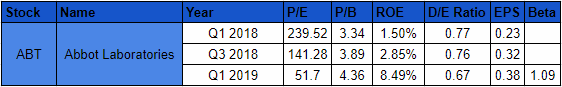 Stock Name Year P/E P/B ROE D/E Ratio EPS Beta
Q1 2018 239.52 3.34 1.50% 0.77 0.23
ABT Abbot Laboratories Q3 2018 141.28 3.89 2.85% 0.76 0.32
Q1 2019 51.7 4.36 8.49% 0.67 0.38 1.09